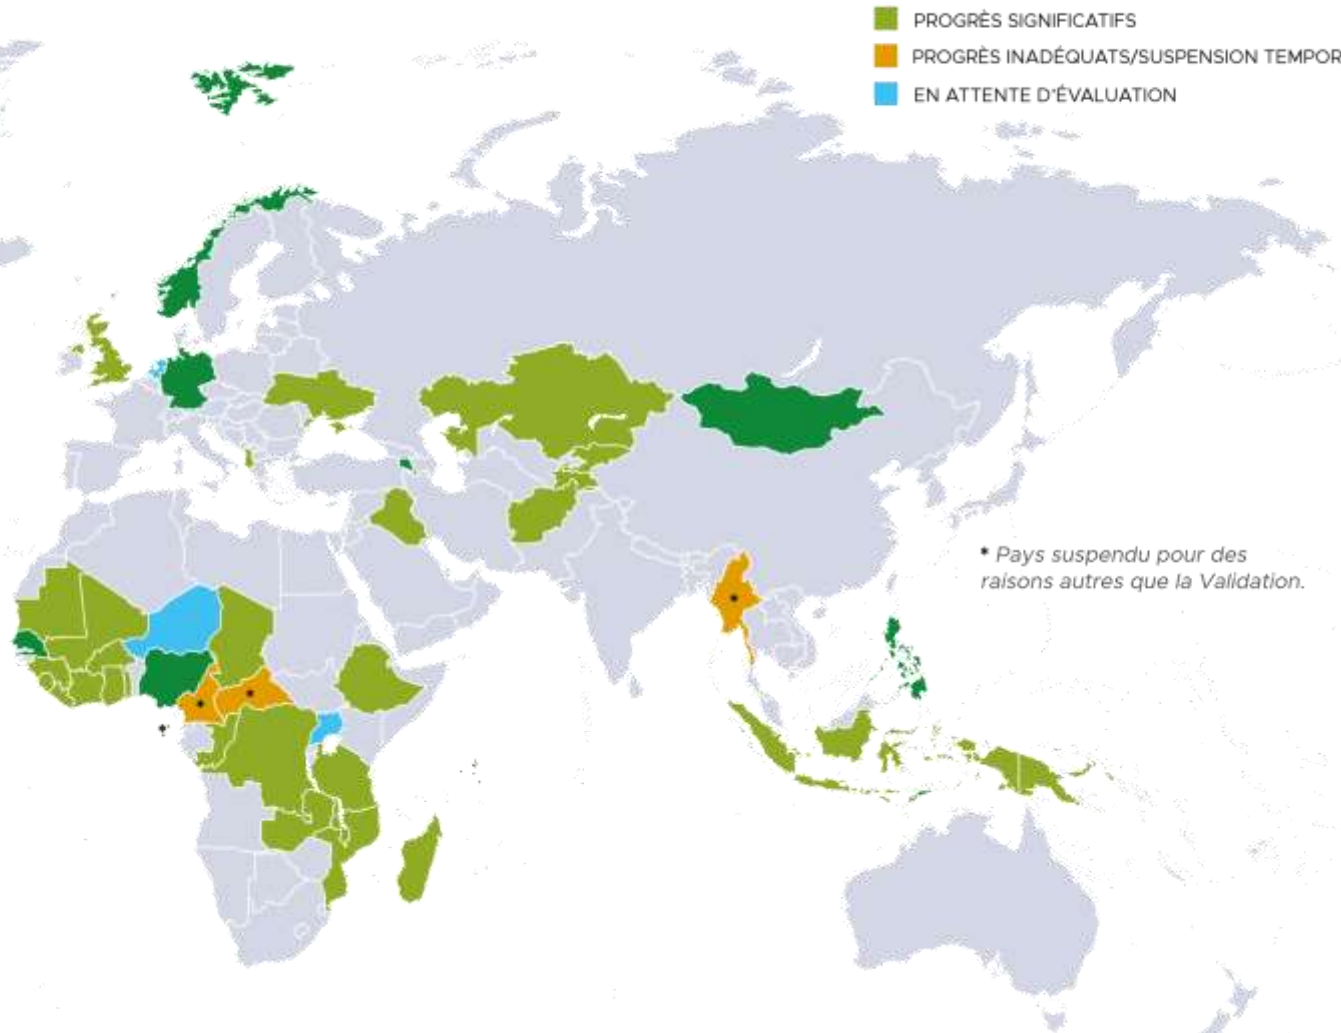 PROGRÈS SIGNIFICATIFS
PROGRÈS INADÉQUATS/SUSPENSION TEMPOR
EN ATTENTE D'ÉVALUATION
* Pays suspendu pour des
raisons autres que la Validation.